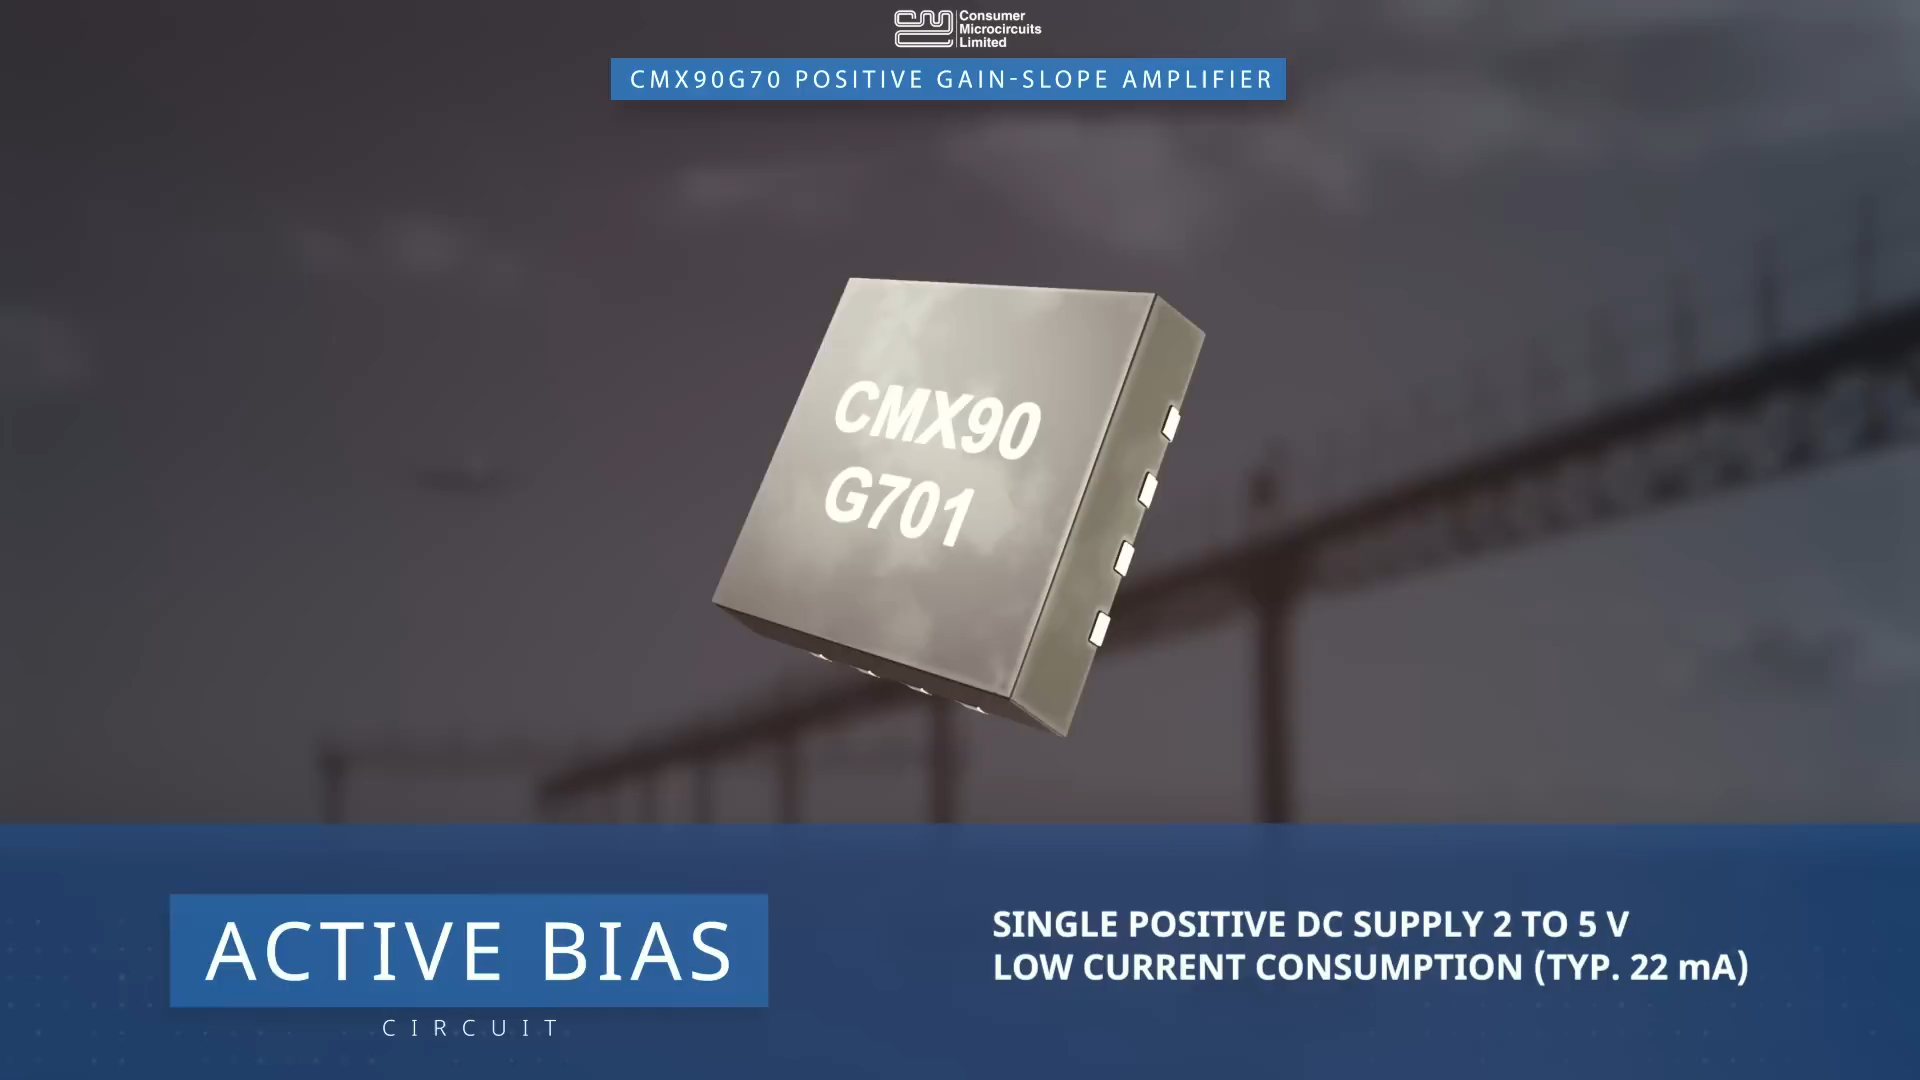 Consumer
Microcircuits
Limited
CMX90G70 POSITIVE GAIN-SLOPE AMPLIFIER
CMX90
G701
ACTIVE BIAS
CIRCUIT
SINGLE POSITIVE DC SUPPLY 2 TO 5 V
LOW CURRENT CONSUMPTION (TYP. 22 mA)